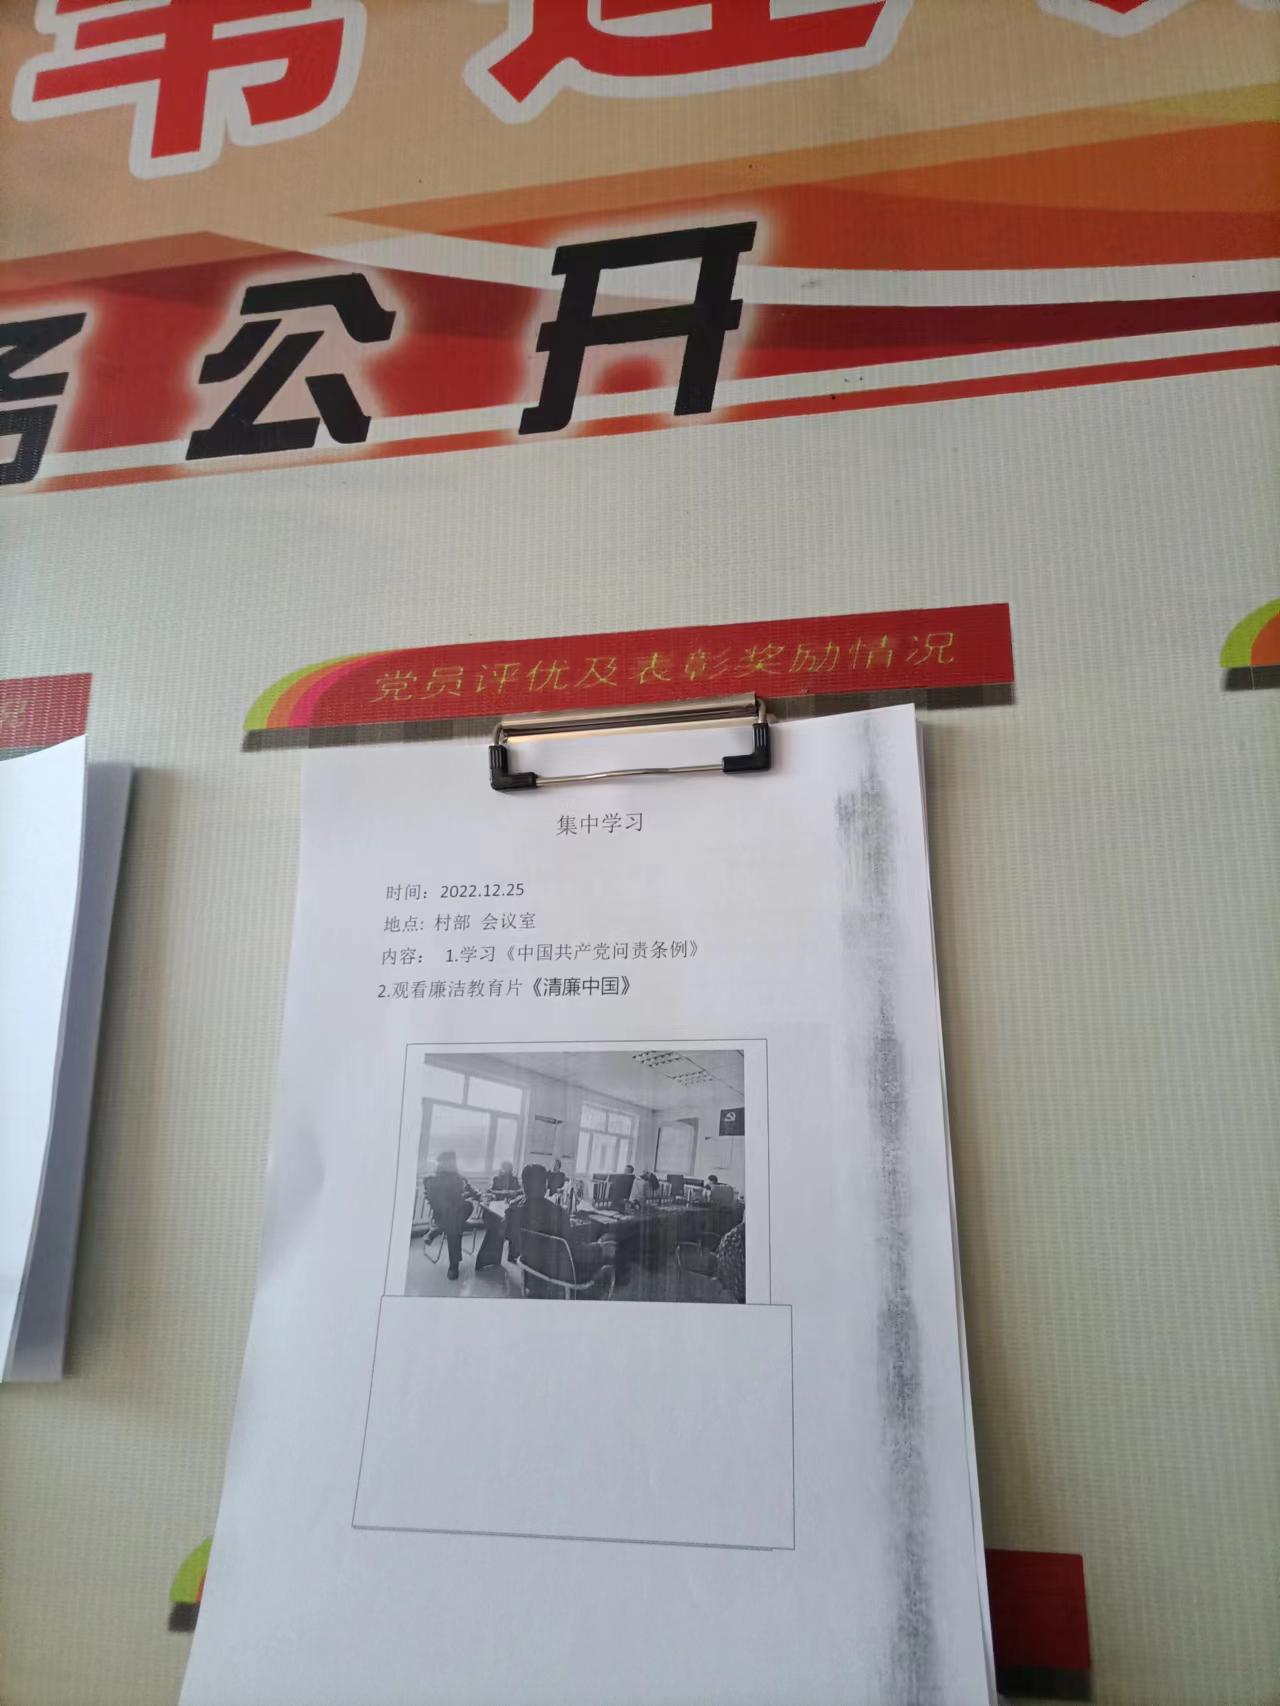 公开
党员评优及表彰奖励情况
集中学习
时间：2022.12.25
地点: 村部 会议室
内容： 1.学习《中国共产党问责条例》
2.观看廉洁教育片《清廉中国》